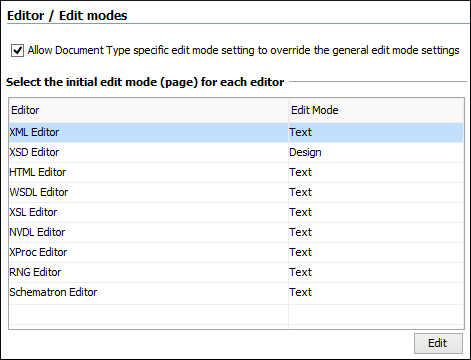 Editor / Edit modes
Allow Document Type specific edit mode setting to override the general edit mode settings
Select the initial edit mode (page) for each editor
Editor Edit Mode
XML Editor Text
XSD Editor Design
HTML Editor Text
WSDL Editor Text
XSL Editor Text
NVDL Editor Text
XProc Editor Text
RNG Editor Text
Schematron Editor Text
Edit